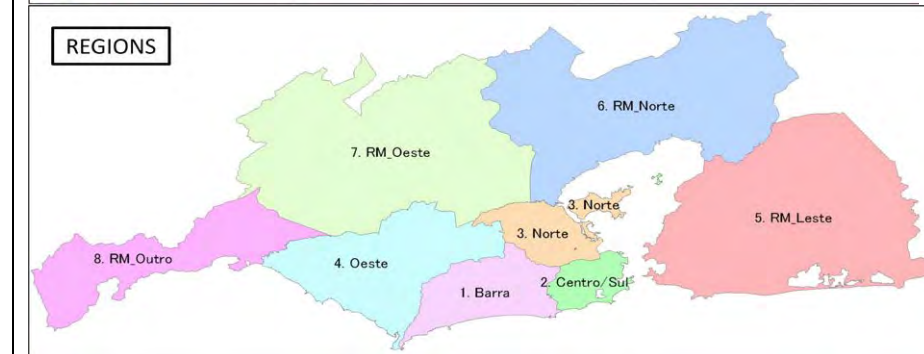 REGIONS
6. RM_Norte
7. RM_Oeste
3. Norte
5. RM_Leste
3. Norte
8. RM_Outro
4. Oeste
2. Centro/Sul
1. Barra